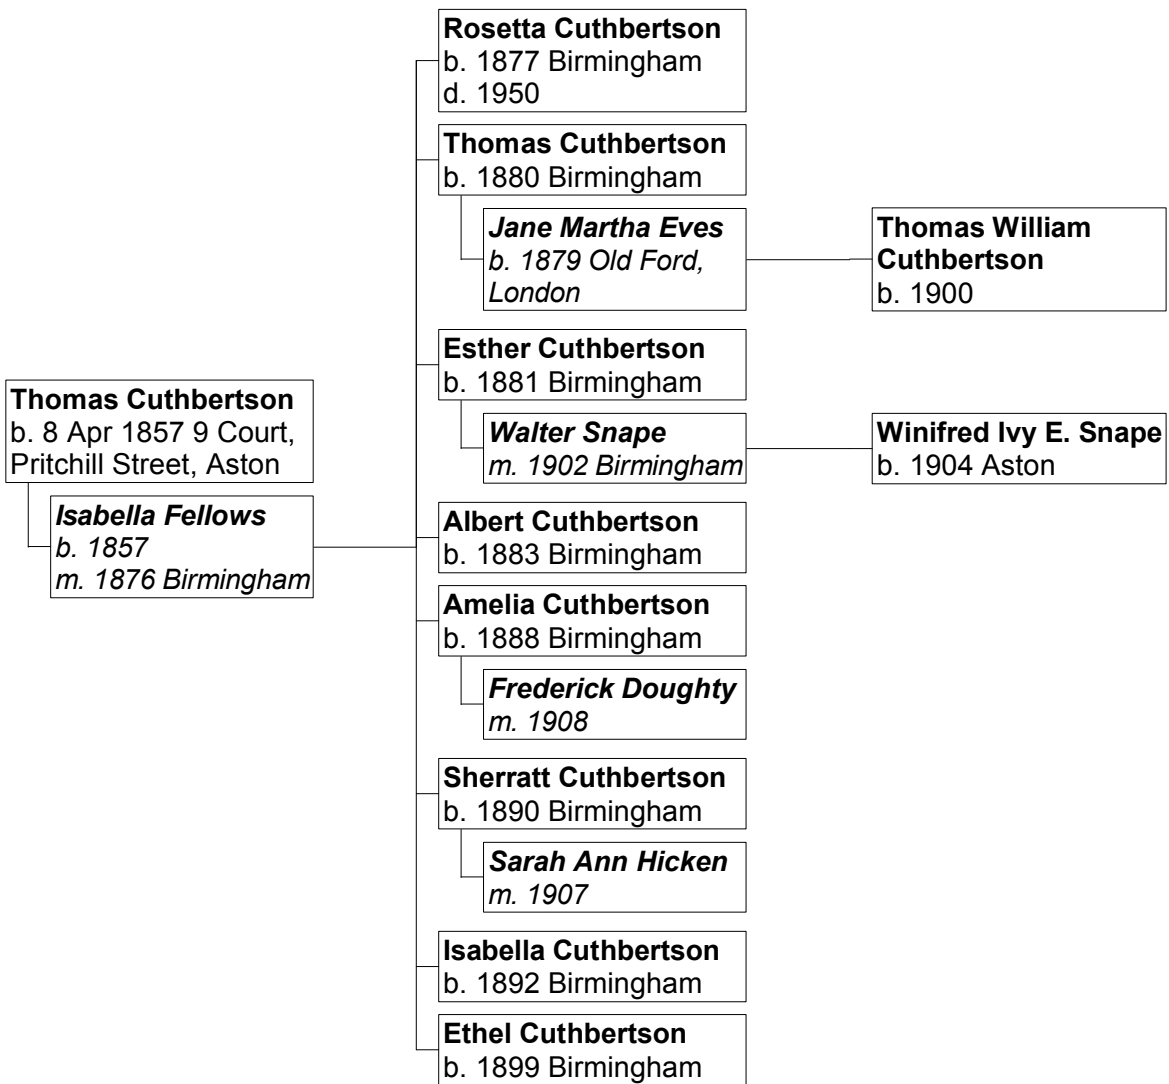 Rosetta Cuthbertson
b. 1877 Birmingham
d. 1950
Thomas Cuthbertson
b. 1880 Birmingham
Jane Martha Eves
b. 1879 Old Ford,
London
Thomas William
Cuthbertson
b. 1900
Esther Cuthbertson
b. 1881 Birmingham
Thomas Cuthbertson
b. 8 Apr 1857 9 Court,
Pritchill Street, Aston
Walter Snape
m. 1902 Birmingham
Winifred Ivy E. Snape
b. 1904 Aston
Isabella Fellows
b. 1857
m. 1876 Birmingham
Albert Cuthbertson
b. 1883 Birmingham
Amelia Cuthbertson
b. 1888 Birmingham
Frederick Doughty
m. 1908
Sherratt Cuthbertson
b. 1890 Birmingham
Sarah Ann Hicken
m. 1907
Isabella Cuthbertson
b. 1892 Birmingham
Ethel Cuthbertson
b. 1899 Birmingham